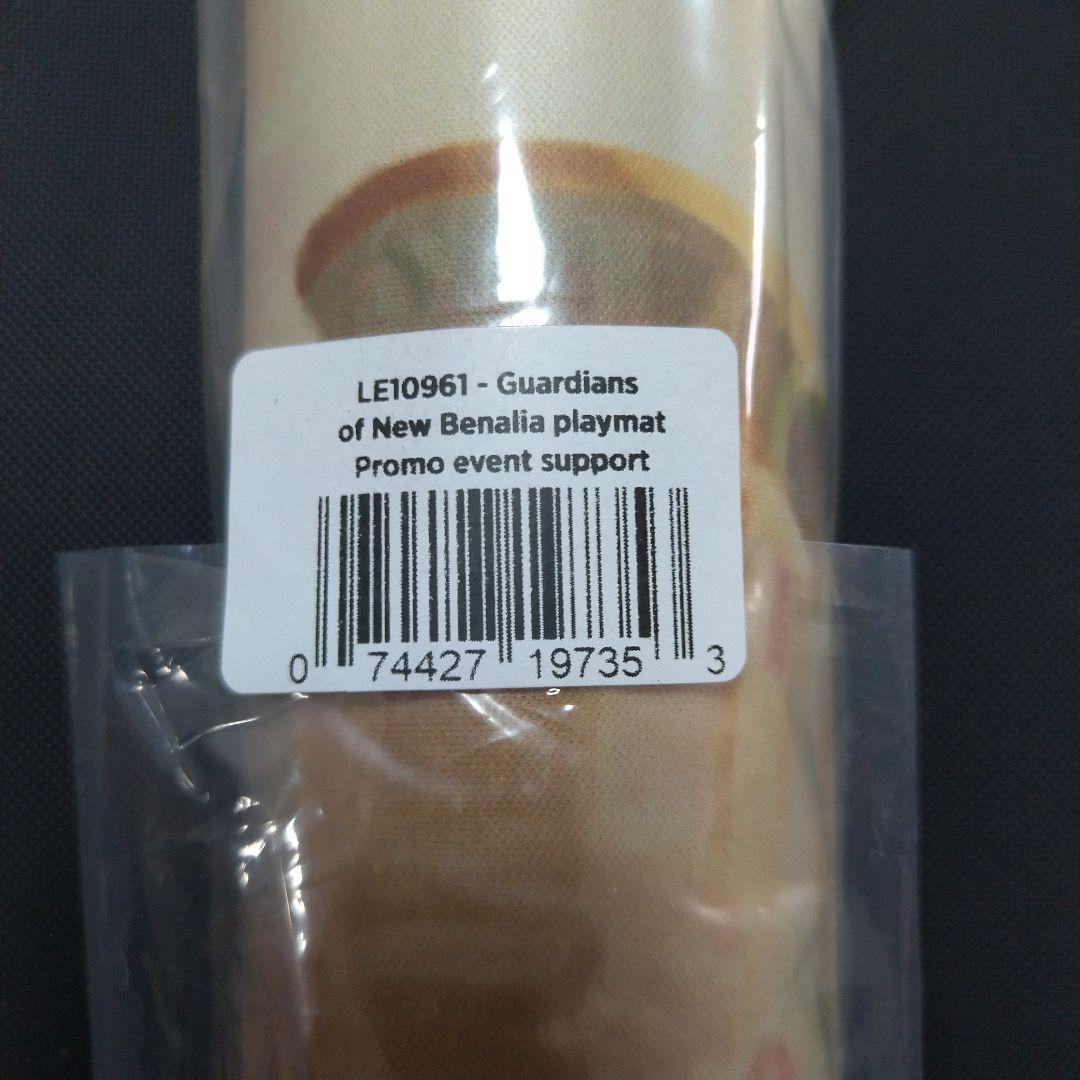 LE10961 - Guardians
of New Benalia playmat
Promo event support
0 74427 19735 3